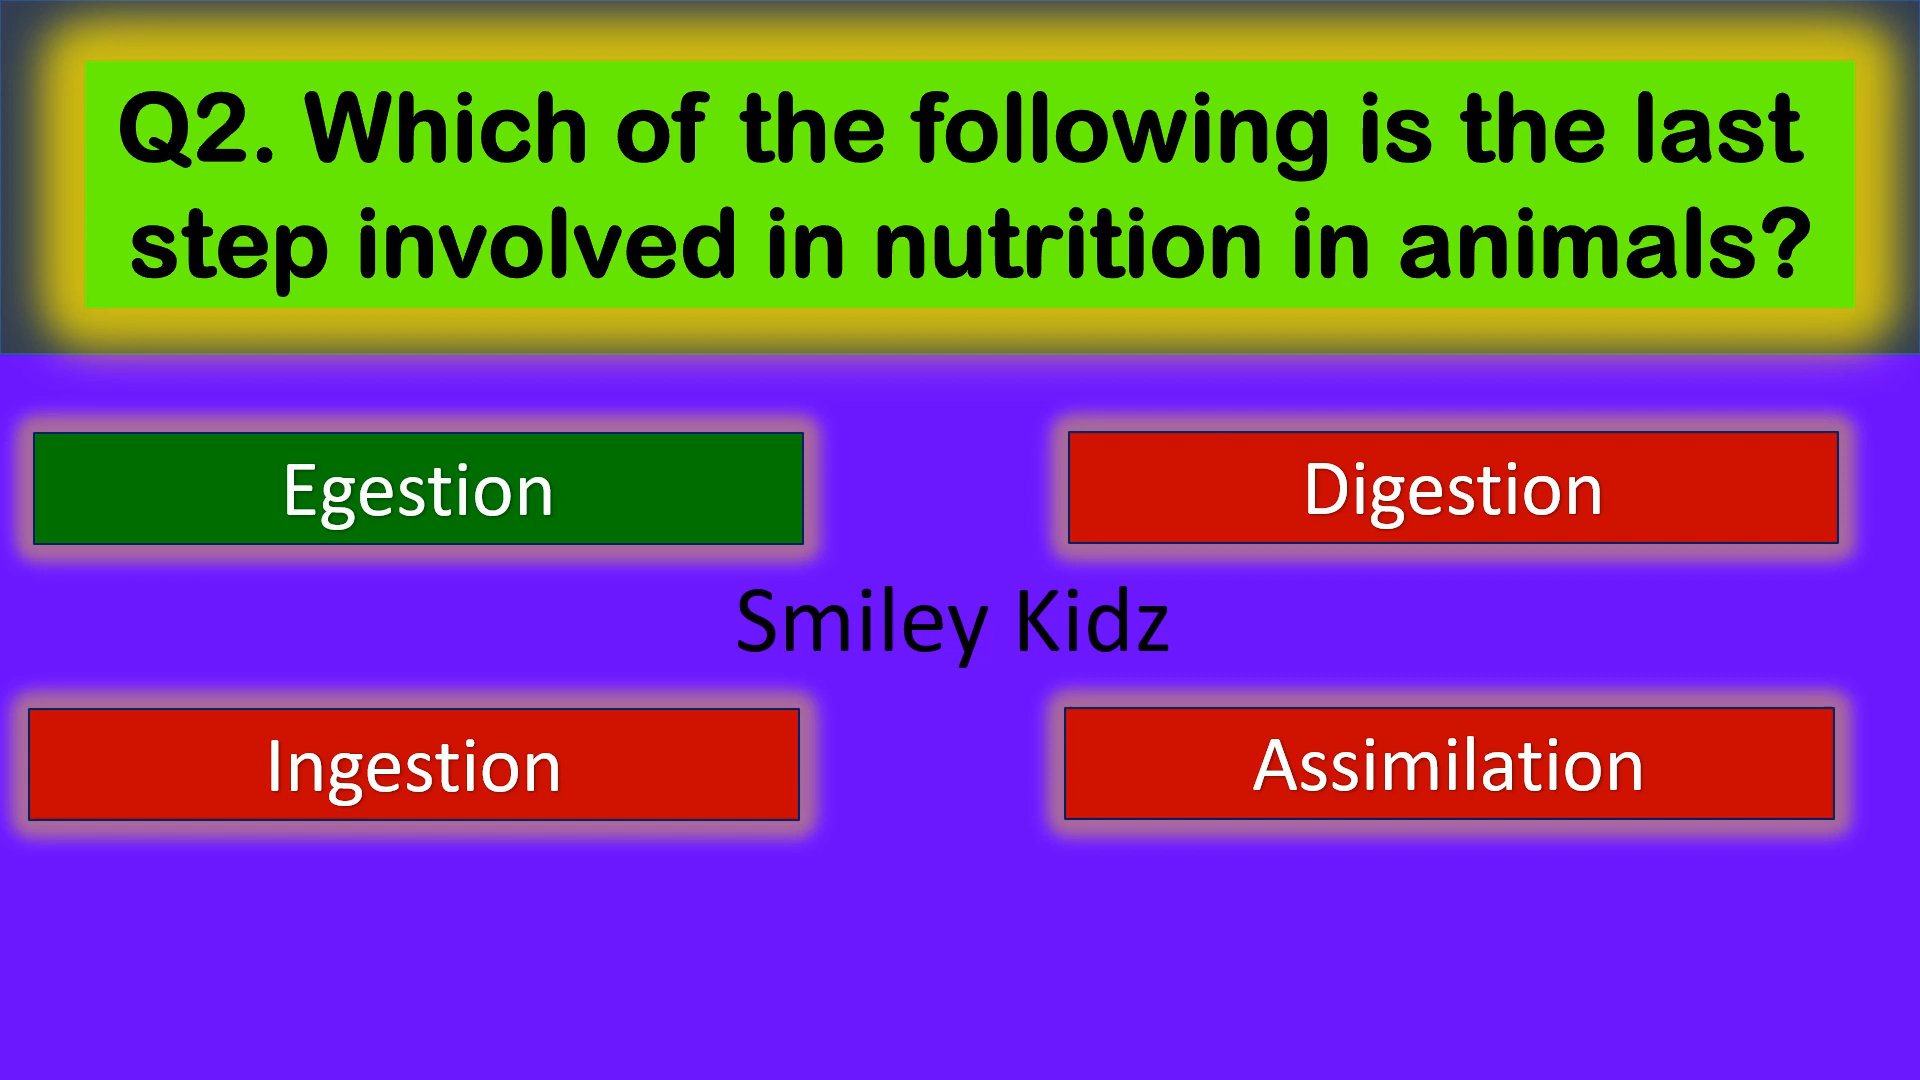 Q2. Which of the following is the last
step involved in nutrition in animals?
Egestion
Digestion
Smiley Kidz
Ingestion
Assimilation